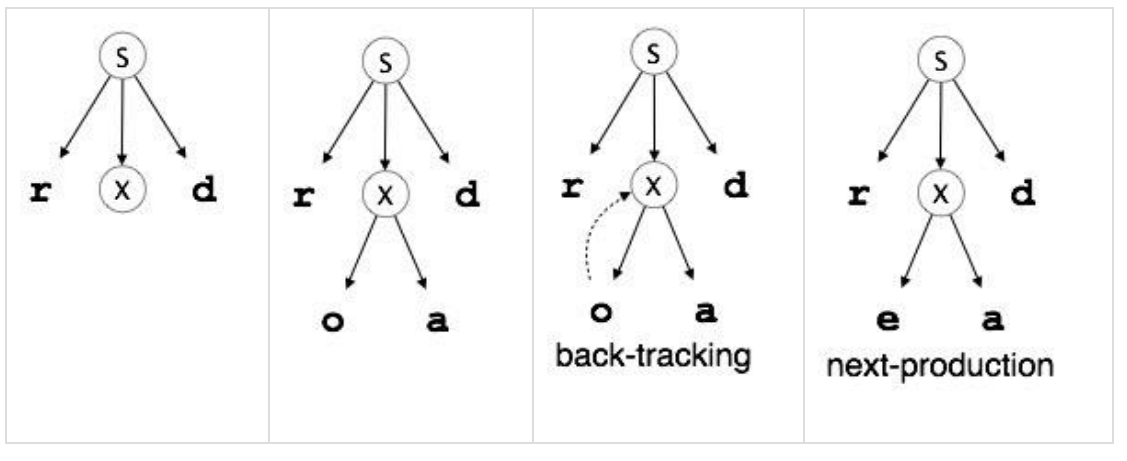 S
r X d
S
r X d
o a
S
r X d
o a
back-tracking
S
r X d
e a
next-production